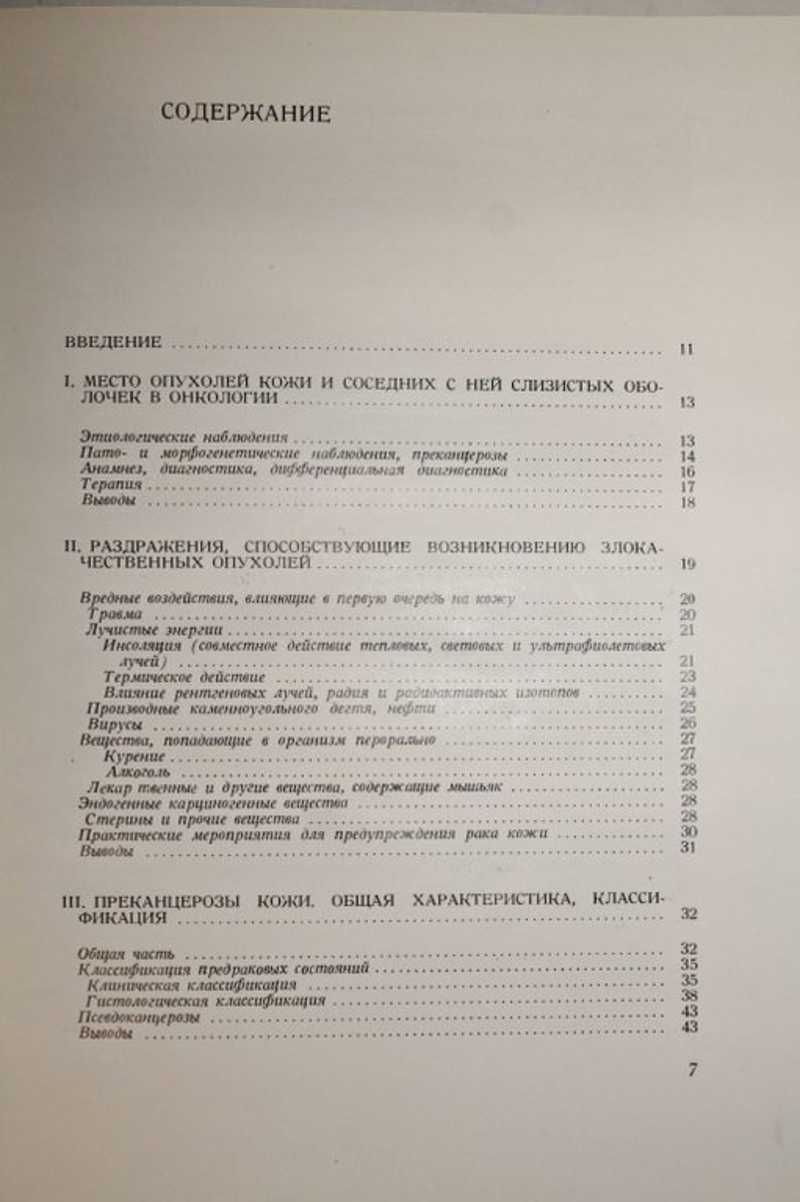 СОДЕРЖАНИЕ
ВВЕДЕНИЕ 11
I. МЕСТО ОПУХОЛЕЙ КОЖИ И СОСЕДНИХ С НЕЙ СЛИЗИСТЫХ ОБО-
ЛОЧЕК В ОНКОЛОГИИ 13
Этиологические наблюдения 13
Пато- и морфогенетические наблюдения, преканцерозы 14
Анамнез, диагностика, дифференциальная диагностика 16
Терапия 17
Выводы 18
II. РАЗДРАЖЕНИЯ, СПОСОБСТВУЮЩИЕ ВОЗНИКНОВЕНИЮ ЗЛОКА-
ЧЕСТВЕННЫХ ОПУХОЛЕЙ 19
Вредные воздействия, влияющие в первую очередь на кожу 20
Травма 20
Лучистые энергии 21
Инсоляция (совместное действие тепловых, световых и ультрафиолетовых
лучей) 21
Термическое действие 23
Влияние рентгеновых лучей, радия и радиоактивных изотопов 24
Производные каменноугольного дегтя, нефти 25
Вирусы 26
Вещества, попадающие в организм перорально 27
Курение 27
Алкоголь 28
Лекар твенные и другие вещества, содержащие мышьяк 28
Эндогенные карциногенные вещества 28
Стерины и прочие вещества 28
Практические мероприятия для предупреждения рака кожи 30
Выводы 31
III. ПРЕКАНЦЕРОЗЫ КОЖИ. ОБЩАЯ ХАРАКТЕРИСТИКА, КЛАССИ-
ФИКАЦИЯ 32
Общая часть 32
Классификация предраковых состояний 35
Клиническая классификация 35
Гистологическая классификация 38
Псевдоканцерозы 43
Выводы 43
7